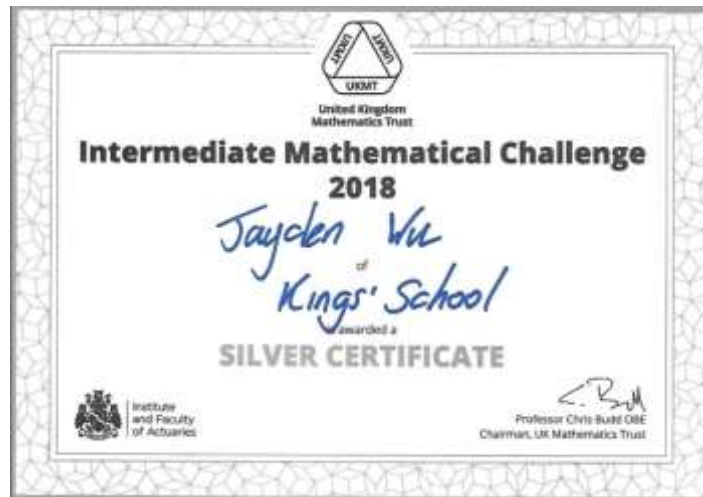 UKMT
UKMT
UKMT
United Kingdom
Mathematics Trust
Intermediate Mathematical Challenge
2018
Jayden Wu
of
Kings' School
is awarded a
SILVER CERTIFICATE
Institute
and Faculty
of Actuaries
Professor Chris Budd OBE
Chairman, UK Mathematics Trust